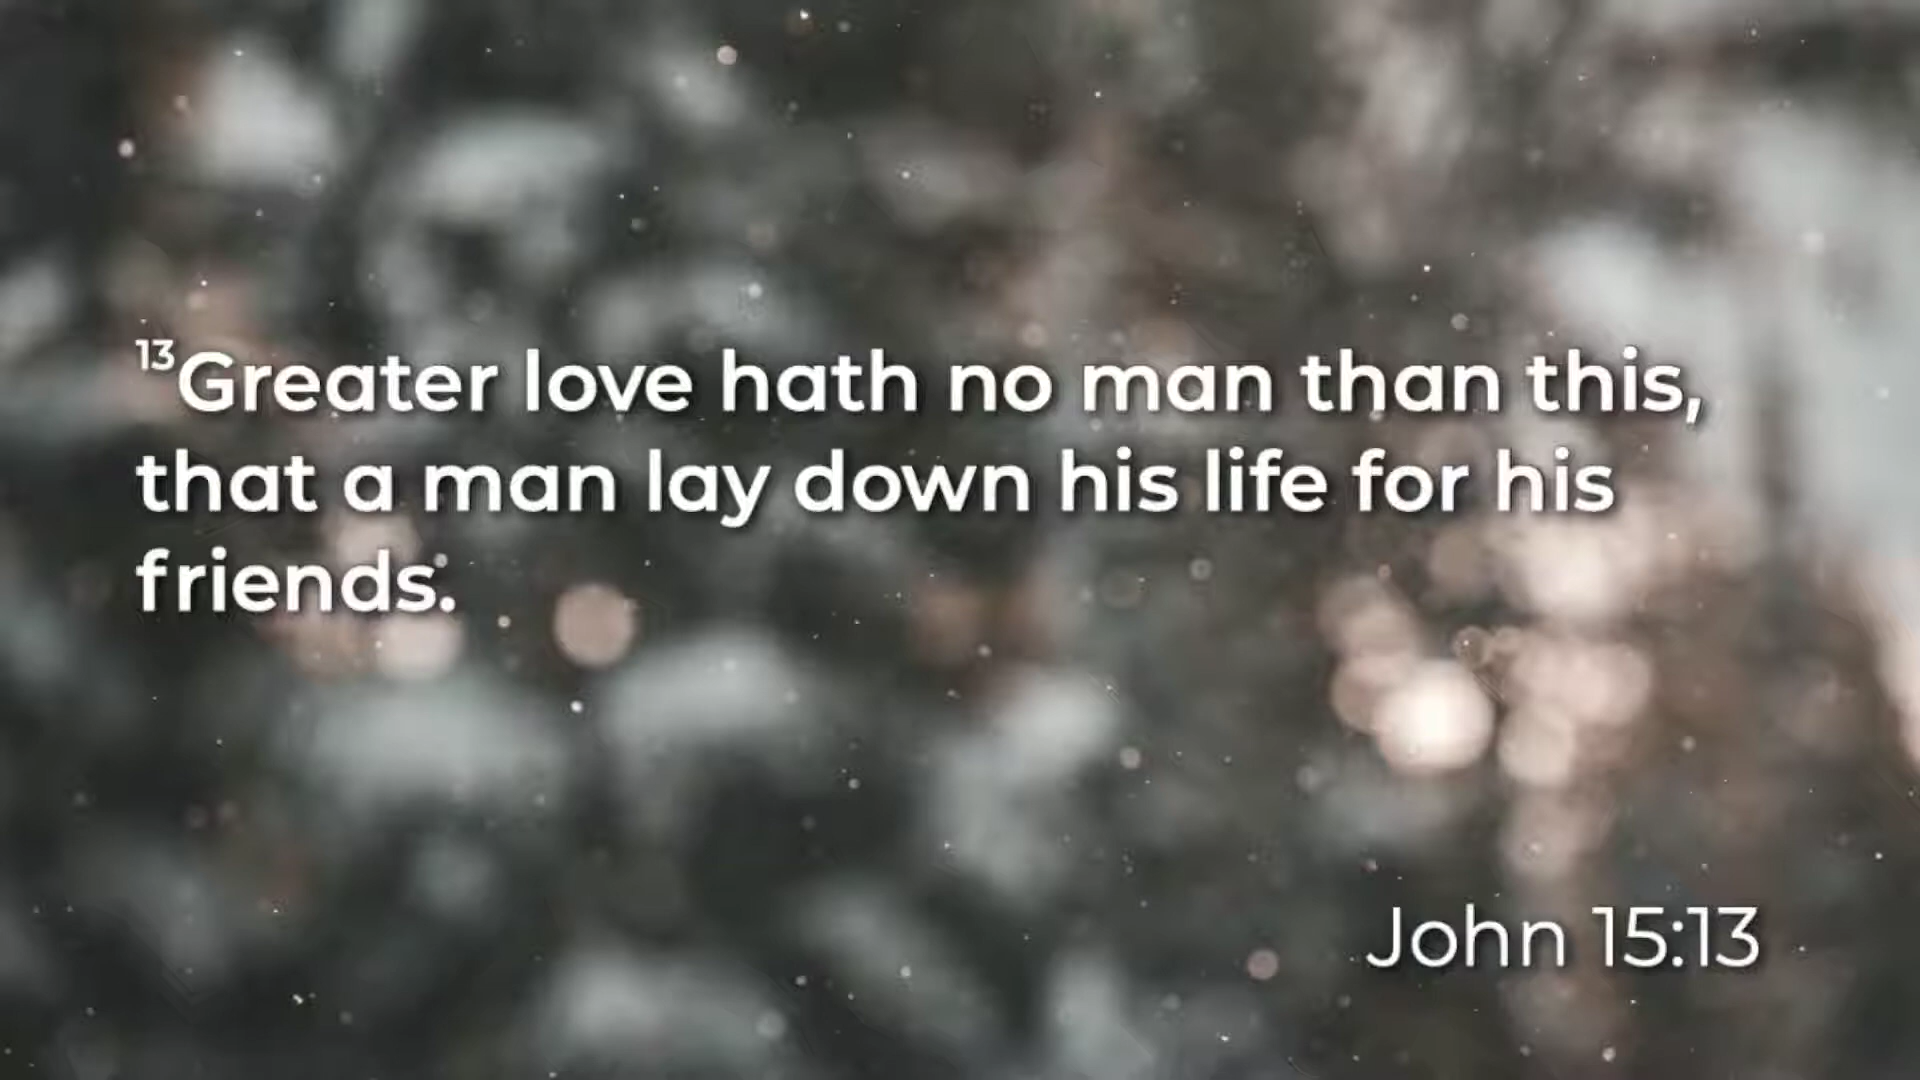 13Greater love hath no man than this,
that a man lay down his life for his
friends.
John 15:13